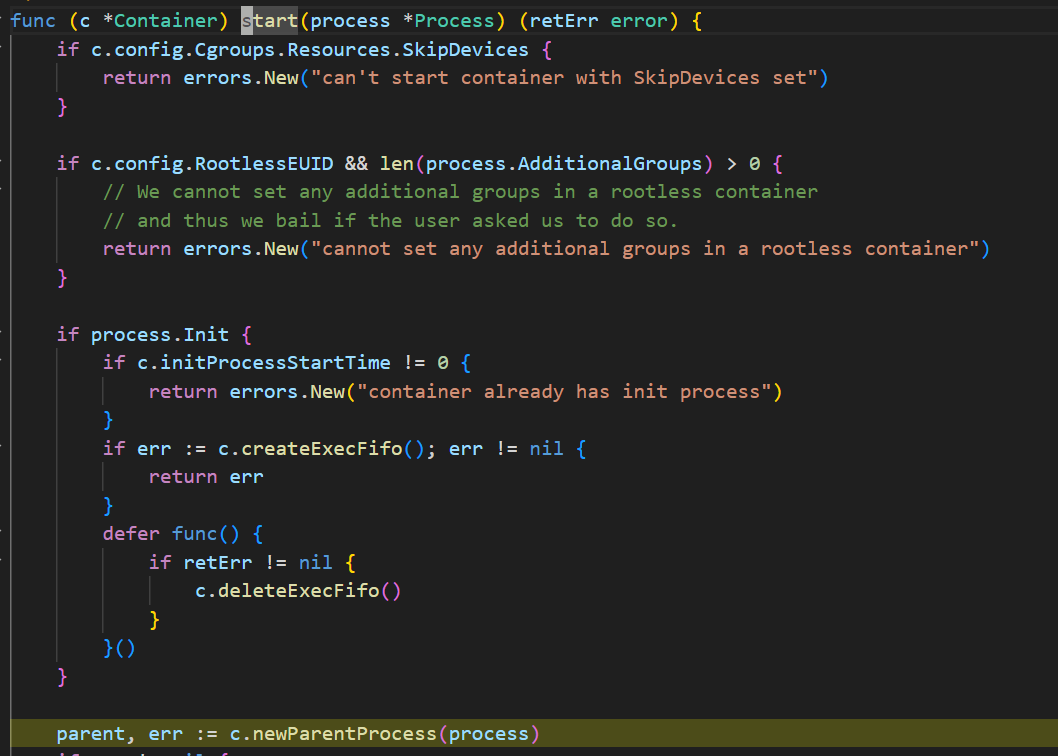 func (c *Container) start(process *Process) (retErr error) {
    if c.config.Cgroups.Resources.SkipDevices {
        return errors.New("can't start container with SkipDevices set")
    }

    if c.config.RootlessEUID && len(process.AdditionalGroups) > 0 {
        // We cannot set any additional groups in a rootless container
        // and thus we bail if the user asked us to do so.
        return errors.New("cannot set any additional groups in a rootless container")
    }

    if process.Init {
        if c.initProcessStartTime != 0 {
            return errors.New("container already has init process")
        }
        if err := c.createExecFifo(); err != nil {
            return err
        }
        defer func() {
            if retErr != nil {
                c.deleteExecFifo()
            }
        }()
    }

    parent, err := c.newParentProcess(process)